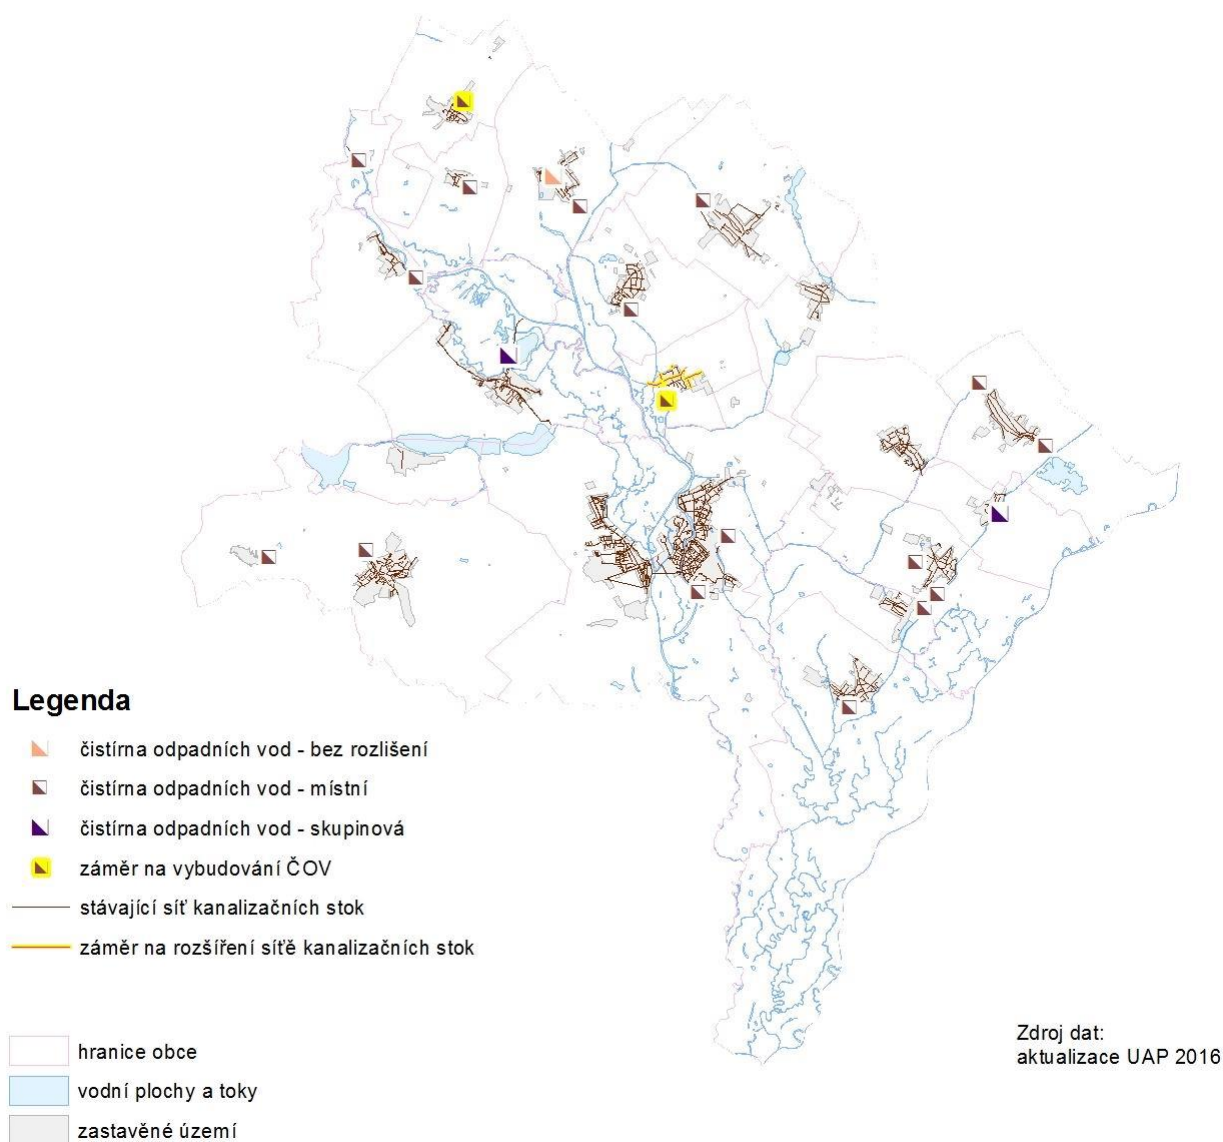 Legenda
čistírna odpadních vod - bez rozlišení
čistírna odpadních vod - místní
čistírna odpadních vod - skupinová
záměr na vybudování ČOV
stávající síť kanalizačních stok
záměr na rozšíření síťě kanalizačních stok
hranice obce
vodní plochy a toky
zastavěné území
Zdroj dat:
aktualizace UAP 2016